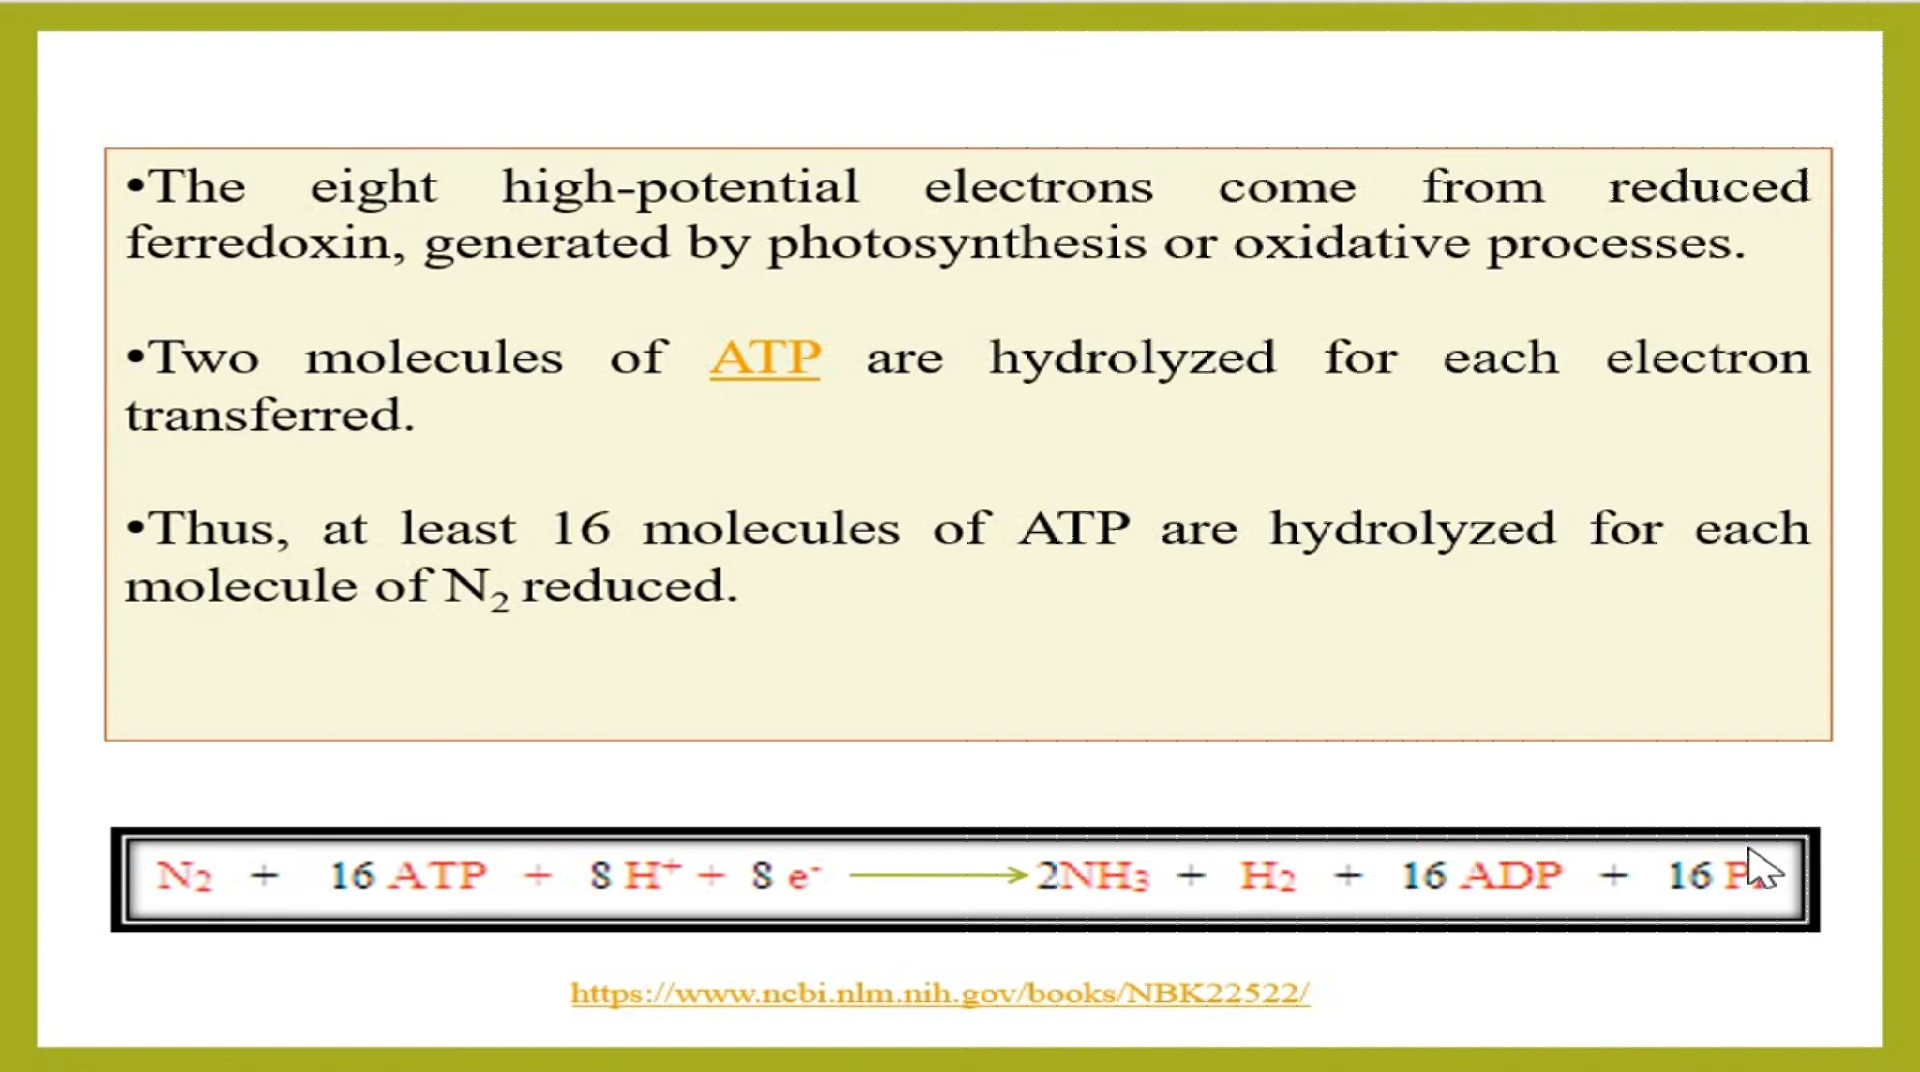 •The eight high-potential electrons come from reduced
ferredoxin, generated by photosynthesis or oxidative processes.
•Two molecules of ATP are hydrolyzed for each electron
transferred.
•Thus, at least 16 molecules of ATP are hydrolyzed for each
molecule of N₂ reduced.
N₂ + 16 ATP + 8 H⁺ + 8 e⁻ ⟶ 2NH₃ + H₂ + 16 ADP + 16
https://www.ncbi.nlm.nih.gov/books/NBK22522/